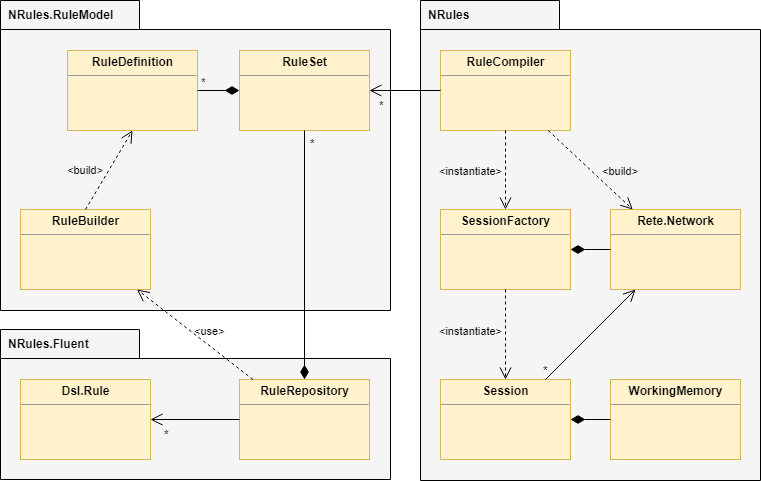 NRules.RuleModel
NRules
RuleDefinition
RuleSet
RuleCompiler
*
*
*
<build>
<instantiate>
<build>
RuleBuilder
SessionFactory
Rete.Network
<use>
<instantiate>
NRules.Fluent
*
Dsl.Rule
RuleRepository
Session
WorkingMemory
*